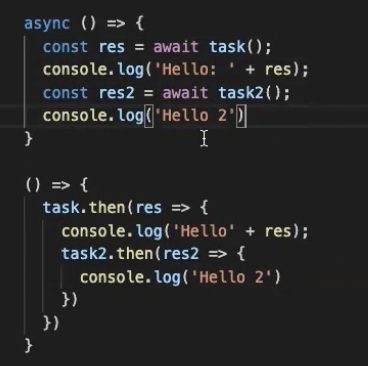 async () => {
const res = await task();
console.log('Hello: ' + res);
const res2 = await task2();
console.log('Hello 2')
}
() => {
task.then(res => {
console.log('Hello' + res);
task2.then(res2 => {
console.log('Hello 2')
})
})
}